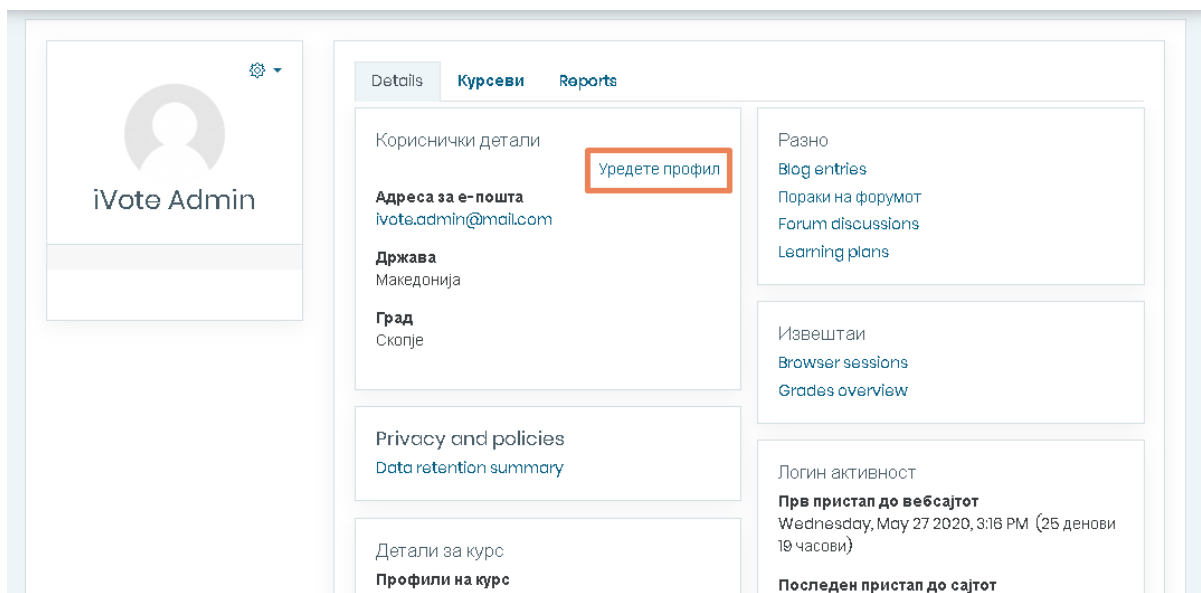 iVote Admin
Details Курсеви Reports
Кориснички детали
Уредете профил
Адреса за е-пошта
ivote.admin@mail.com
Држава
Македонија
Град
Скопје
Privacy and policies
Data retention summary
Детали за курс
Профили на курс
Разно
Blog entries
Пораки на форумот
Forum discussions
Learning plans
Извештаи
Browser sessions
Grades overview
Логин активност
Прв пристап до вебсајтот
Wednesday, May 27 2020, 3:16 PM (25 денови
19 часови)
Последен пристап до сајтот